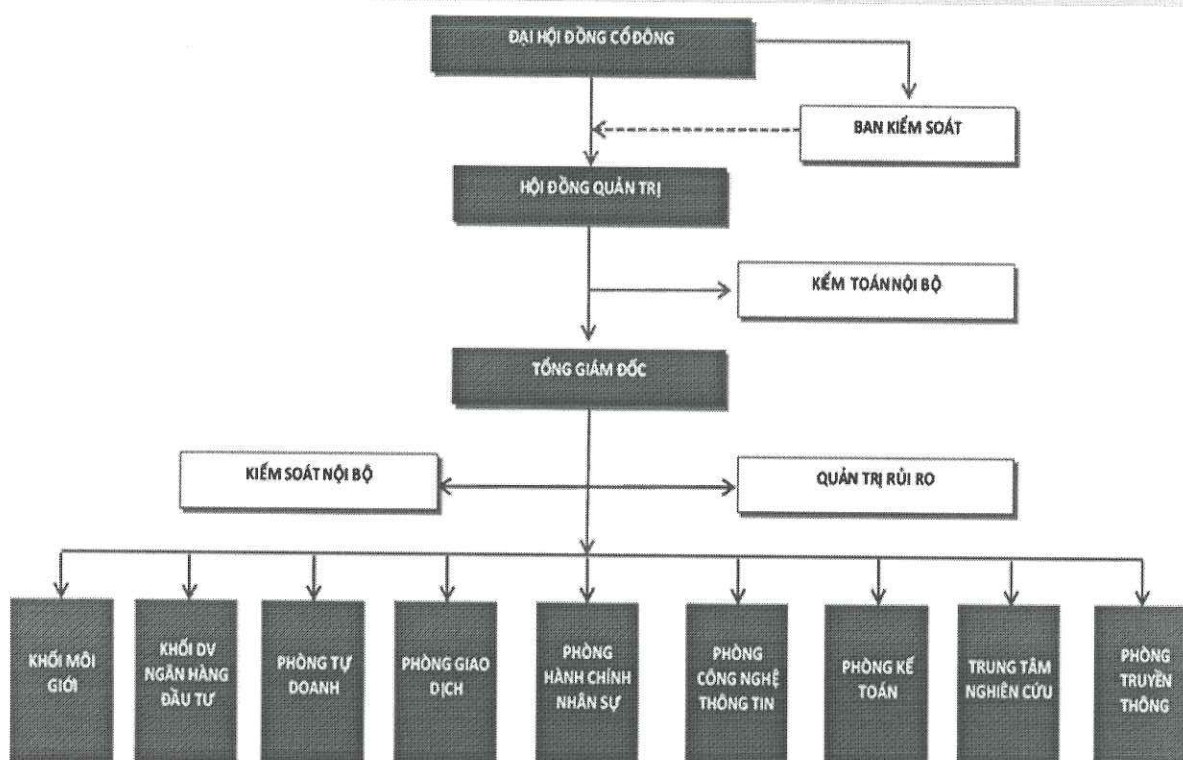 ĐẠI HỘI ĐỒNG CỔ ĐÔNG
BAN KIỂM SOÁT
HỘI ĐỒNG QUẢN TRỊ
KỂM TOÁN NỘI BỘ
TỔNG GIÁM ĐỐC
KIỂM SOÁT NỘI BỘ
QUẢN TRỊ RỦI RO
KHỐI MÔI
GIỚI
KHỐI DV
NGÂN HÀNG
ĐẦU TƯ
PHÒNG TỰ
DOANH
PHÒNG GIAO
DỊCH
PHÒNG
HÀNH CHÍNH
NHÂN SỰ
PHÒNG
CÔNG NGHỆ
THÔNG TIN
PHÒNG KẾ
TOÁN
TRUNG TÂM
NGHIÊN CỨU
PHÒNG
TRUYỀN
THÔNG